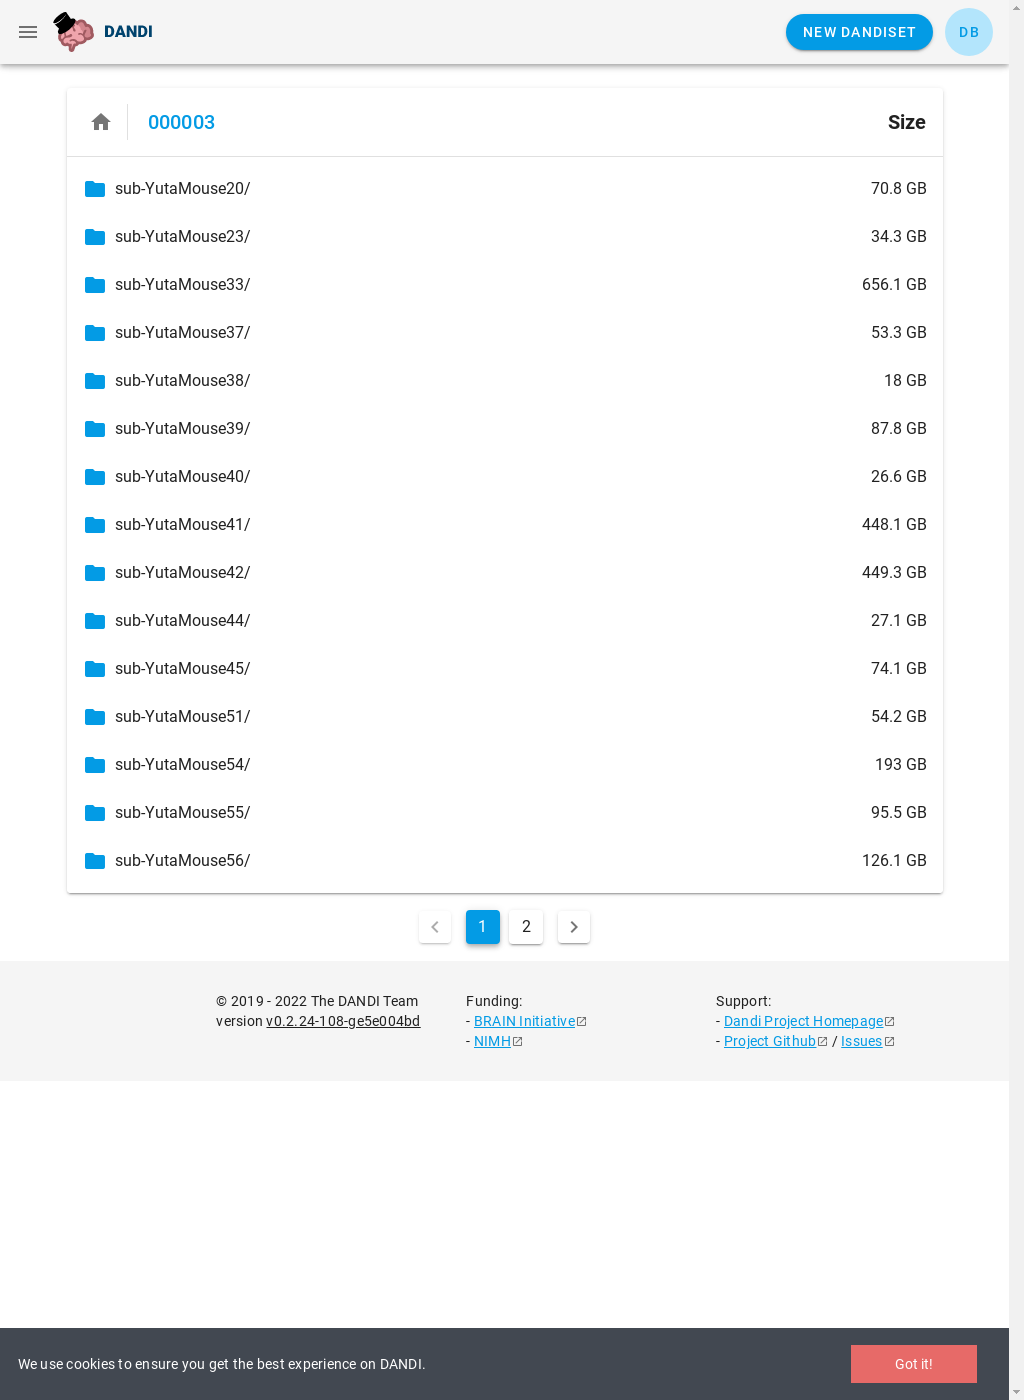 DANDI
NEW DANDISET
DB
000003
Size
sub-YutaMouse20/ 70.8 GB
sub-YutaMouse23/ 34.3 GB
sub-YutaMouse33/ 656.1 GB
sub-YutaMouse37/ 53.3 GB
sub-YutaMouse38/ 18 GB
sub-YutaMouse39/ 87.8 GB
sub-YutaMouse40/ 26.6 GB
sub-YutaMouse41/ 448.1 GB
sub-YutaMouse42/ 449.3 GB
sub-YutaMouse44/ 27.1 GB
sub-YutaMouse45/ 74.1 GB
sub-YutaMouse51/ 54.2 GB
sub-YutaMouse54/ 193 GB
sub-YutaMouse55/ 95.5 GB
sub-YutaMouse56/ 126.1 GB
1 2
© 2019 - 2022 The DANDI Team
version v0.2.24-108-ge5e004bd
Funding:
- BRAIN Initiative
- NIMH
Support:
- Dandi Project Homepage
- Project Github / Issues
We use cookies to ensure you get the best experience on DANDI.
Got it!